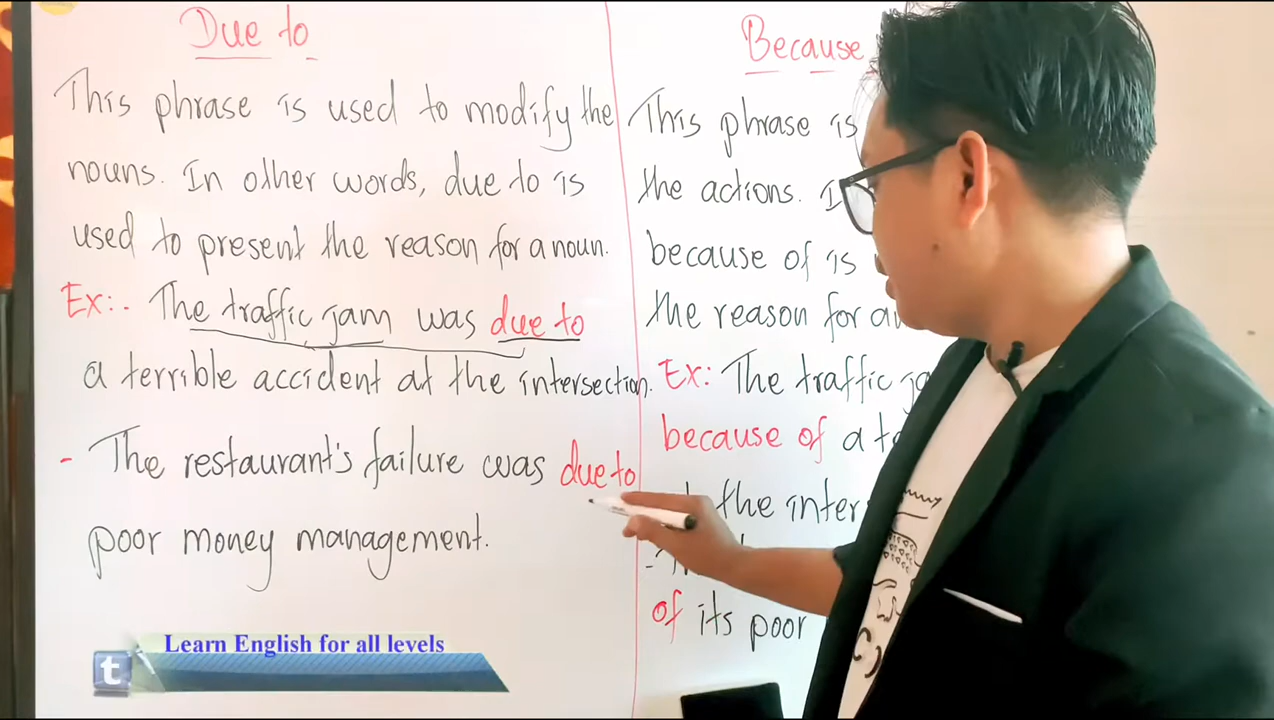 Due to
This phrase is used to modify the
nouns. In other words, due to is
used to present the reason for a noun.
Ex:- The traffic jam was due to
a terrible accident at the intersection.
- The restaurant's failure was due to
poor money management.
Because
This phrase is
the actions.
because of is
the reason for
Ex: The traffic
because of a
the
of its poor
Learn English for all levels
t